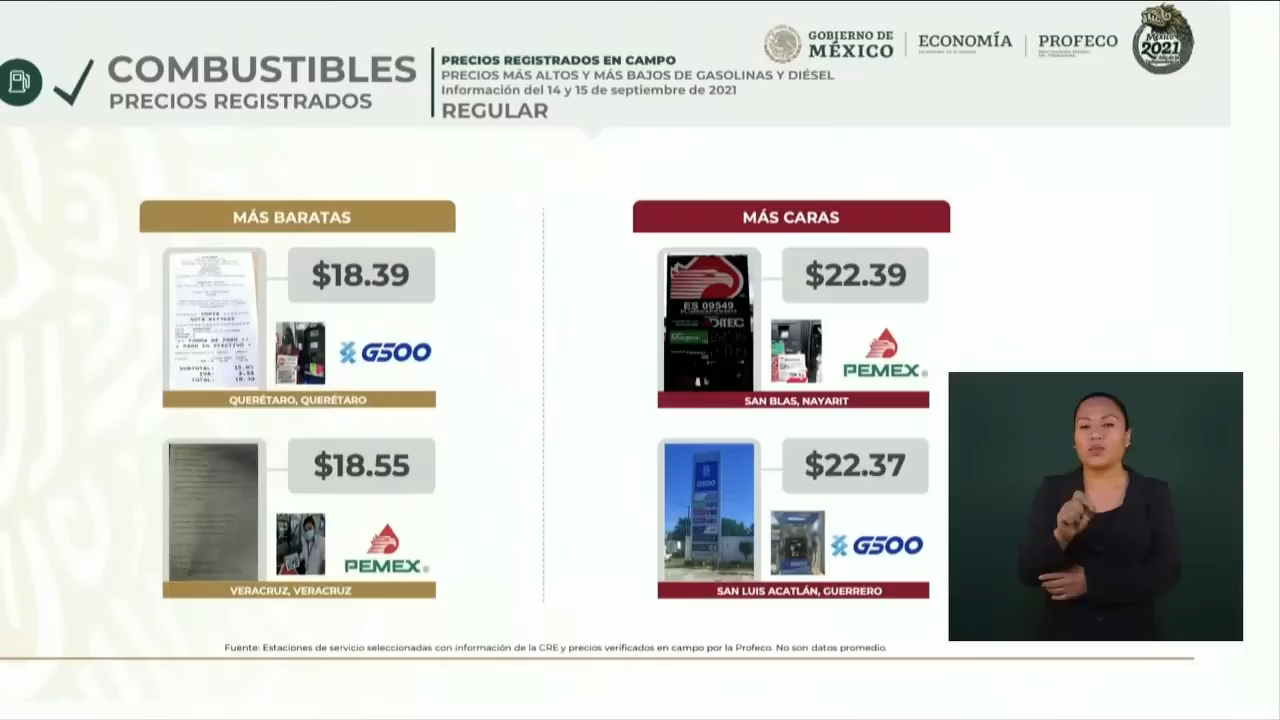 COMBUSTIBLES
PRECIOS REGISTRADOS
PRECIOS REGISTRADOS EN CAMPO
PRECIOS MÁS ALTOS Y MÁS BAJOS DE GASOLINAS Y DIÉSEL
Información del 14 y 15 de septiembre de 2021
REGULAR
GOBIERNO DE
MÉXICO
ECONOMÍA
PROFECO
México
2021
MÁS BARATAS
$18.39
G500
QUERÉTARO, QUERÉTARO
$18.55
PEMEX
VERACRUZ, VERACRUZ
MÁS CARAS
$22.39
ES 09549
Magna
PEMEX
SAN BLAS, NAYARIT
$22.37
G500
G500
SAN LUIS ACATLÁN, GUERRERO
Fuente: Estaciones de servicio seleccionadas con información de la CRE y precios verificados en campo por la Profeco. No son datos promedio.